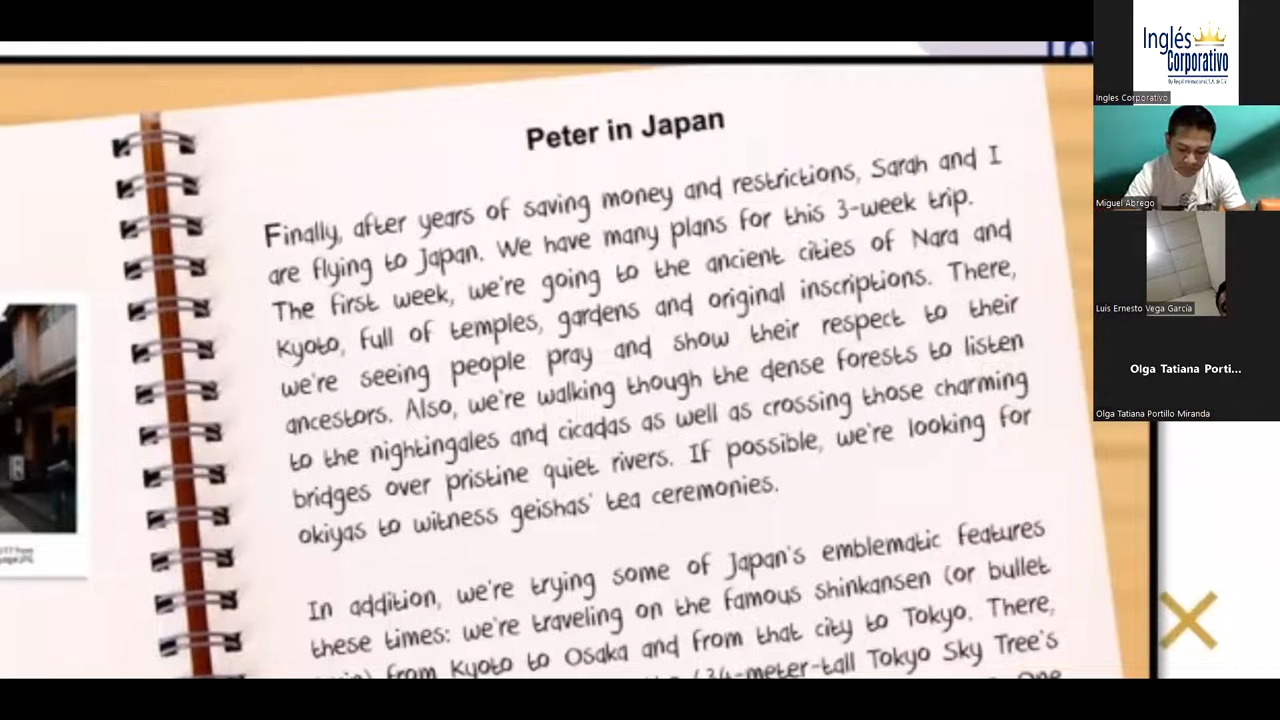 Peter in Japan
Finally, after years of saving money and restrictions, Sarah and I
are flying to Japan. We have many plans for this 3-week trip.
The first week, we're going to the ancient cities of Nara and
Kyoto, full of temples, gardens and original inscriptions. There,
we're seeing people pray and show their respect to their
ancestors. Also, we're walking though the dense forests to listen
to the nightingales and cicadas as well as crossing those charming
bridges over pristine quiet rivers. If possible, we're looking for
okiyas to witness geishas' tea ceremonies.
In addition, we're trying some of Japan's emblematic features
these times: we're traveling on the famous shinkansen (or bullet
from Kyoto to Osaka and from that city to Tokyo. There,
34-meter-tall Tokyo Sky Tree's
One
Inglés
Corporativo
Ingles Corporativo
Miguel Abrego
Luis Ernesto Vega García
Olga Tatiana Porti...
Olga Tatiana Portillo Miranda